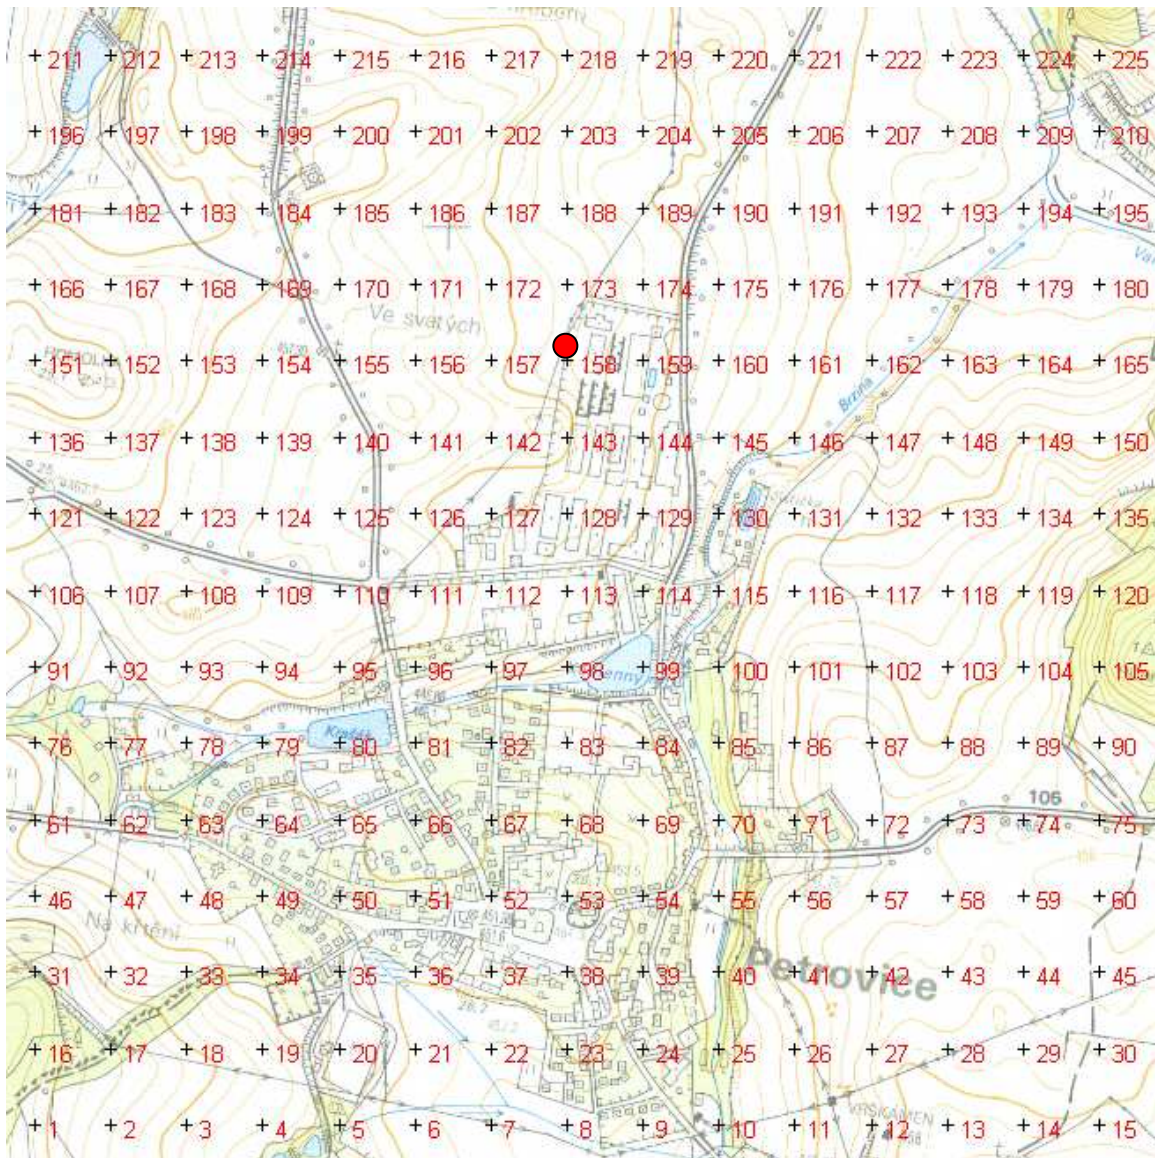 211 212 213 214 215 216 217 218 219 220 221 222 223 224 225
196 197 198 199 200 201 202 203 204 205 206 207 208 209 210
181 182 183 184 185 186 187 188 189 190 191 192 193 194 195
166 167 168 169 170 171 172 173 174 175 176 177 178 179 180
Ve svatých
151 152 153 154 155 156 157 158 159 160 161 162 163 164 165
Brzina
136 137 138 139 140 141 142 143 144 145 146 147 148 149 150
121 122 123 124 125 126 127 128 129 130 131 132 133 134 135
106 107 108 109 110 111 112 113 114 115 116 117 118 119 120
91 92 93 94 95 96 97 98 99 100 101 102 103 104 105
76 77 78 79 80 81 82 83 84 85 86 87 88 89 90
106
61 62 63 64 65 66 67 68 69 70 71 72 73 74 75
46 47 48 49 50 51 52 53 54 55 56 57 58 59 60
Na křtění
Petrovice
31 32 33 34 35 36 37 38 39 40 41 42 43 44 45
16 17 18 19 20 21 22 23 24 25 26 27 28 29 30
VRŠKAMEN
1 2 3 4 5 6 7 8 9 10 11 12 13 14 15